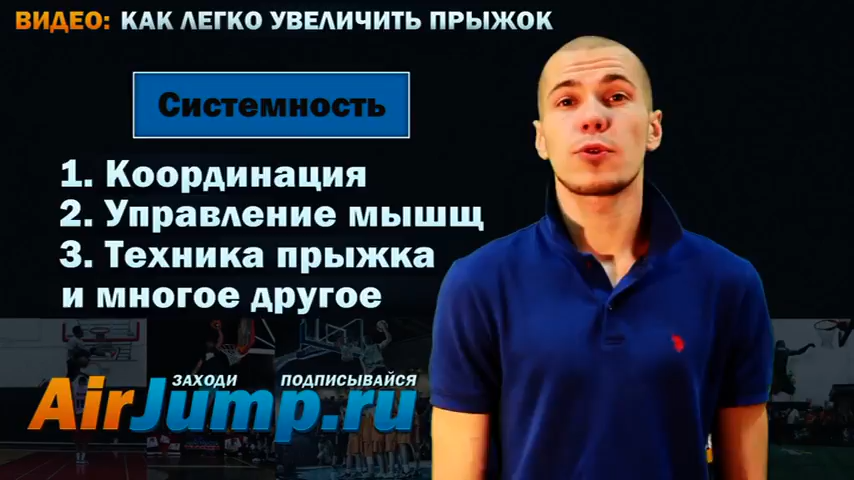 ВИДЕО: КАК ЛЕГКО УВЕЛИЧИТЬ ПРЫЖОК
Системность
1. Координация
2. Управление мышщ
3. Техника прыжка
и многое другое
ЗАХОДИ ПОДПИСЫВАЙСЯ
AirJump.ru